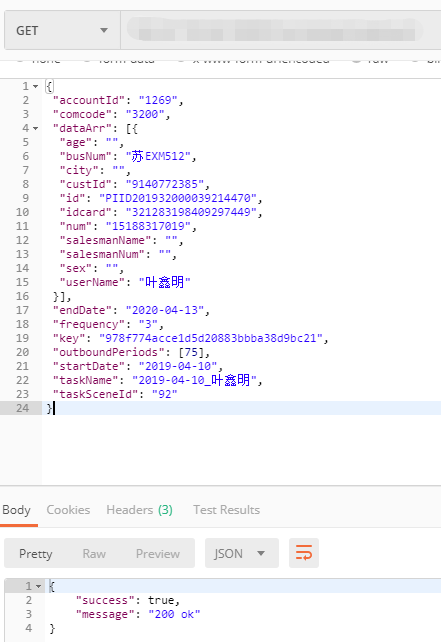 GET
none form-data x-www-form-urlencoded raw bin
1 {
2 "accountId": "1269",
3 "comcode": "3200",
4 "dataArr": [{
5 "age": "",
6 "busNum": "苏EXM512",
7 "city": "",
8 "custId": "9140772385",
9 "id": "PIID201932000039214470",
10 "idcard": "321283198409297449",
11 "num": "15188317019",
12 "salesmanName": "",
13 "salesmanNum": "",
14 "sex": "",
15 "userName": "叶鑫明"
16 }],
17 "endDate": "2020-04-13",
18 "frequency": "3",
19 "key": "978f774acce1d5d20883bbba38d9bc21",
20 "outboundPeriods": [75],
21 "startDate": "2019-04-10",
22 "taskName": "2019-04-10_叶鑫明",
23 "taskSceneId": "92"
24 }
Body Cookies Headers (3) Test Results
Pretty Raw Preview JSON
1 {
2 "success": true,
3 "message": "200 ok"
4 }